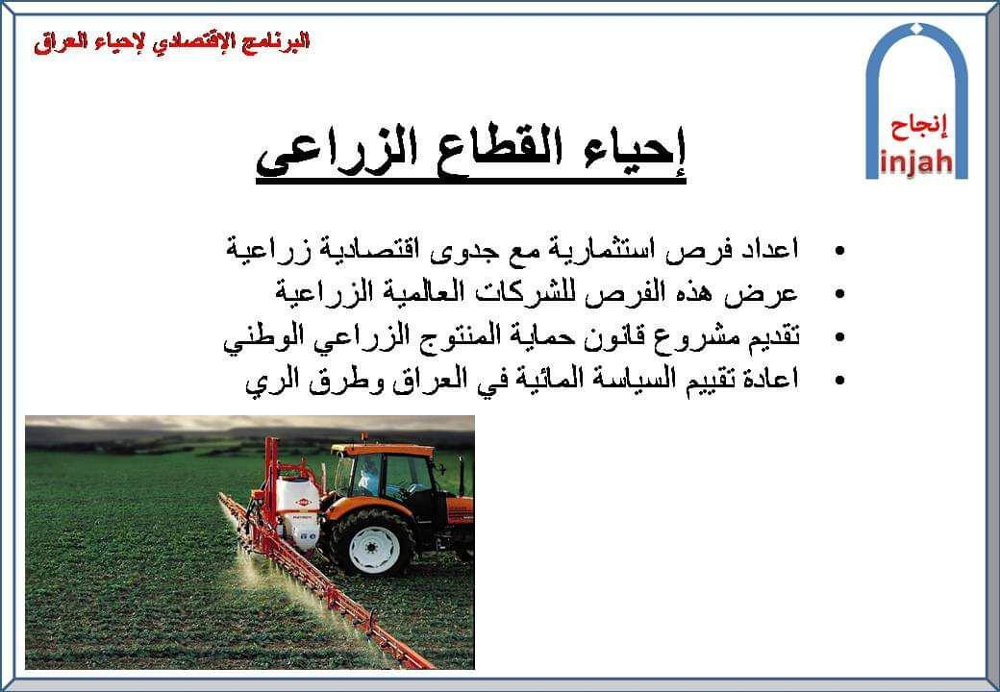 البرنامج الإقتصادي لإحياء العراق
إنجاح
injah
إحياء القطاع الزراعي
• اعداد فرص استثمارية مع جدوى اقتصادية زراعية
• عرض هذه الفرص للشركات العالمية الزراعية
• تقديم مشروع قانون حماية المنتوج الزراعي الوطني
• اعادة تقييم السياسة المائية في العراق وطرق الري